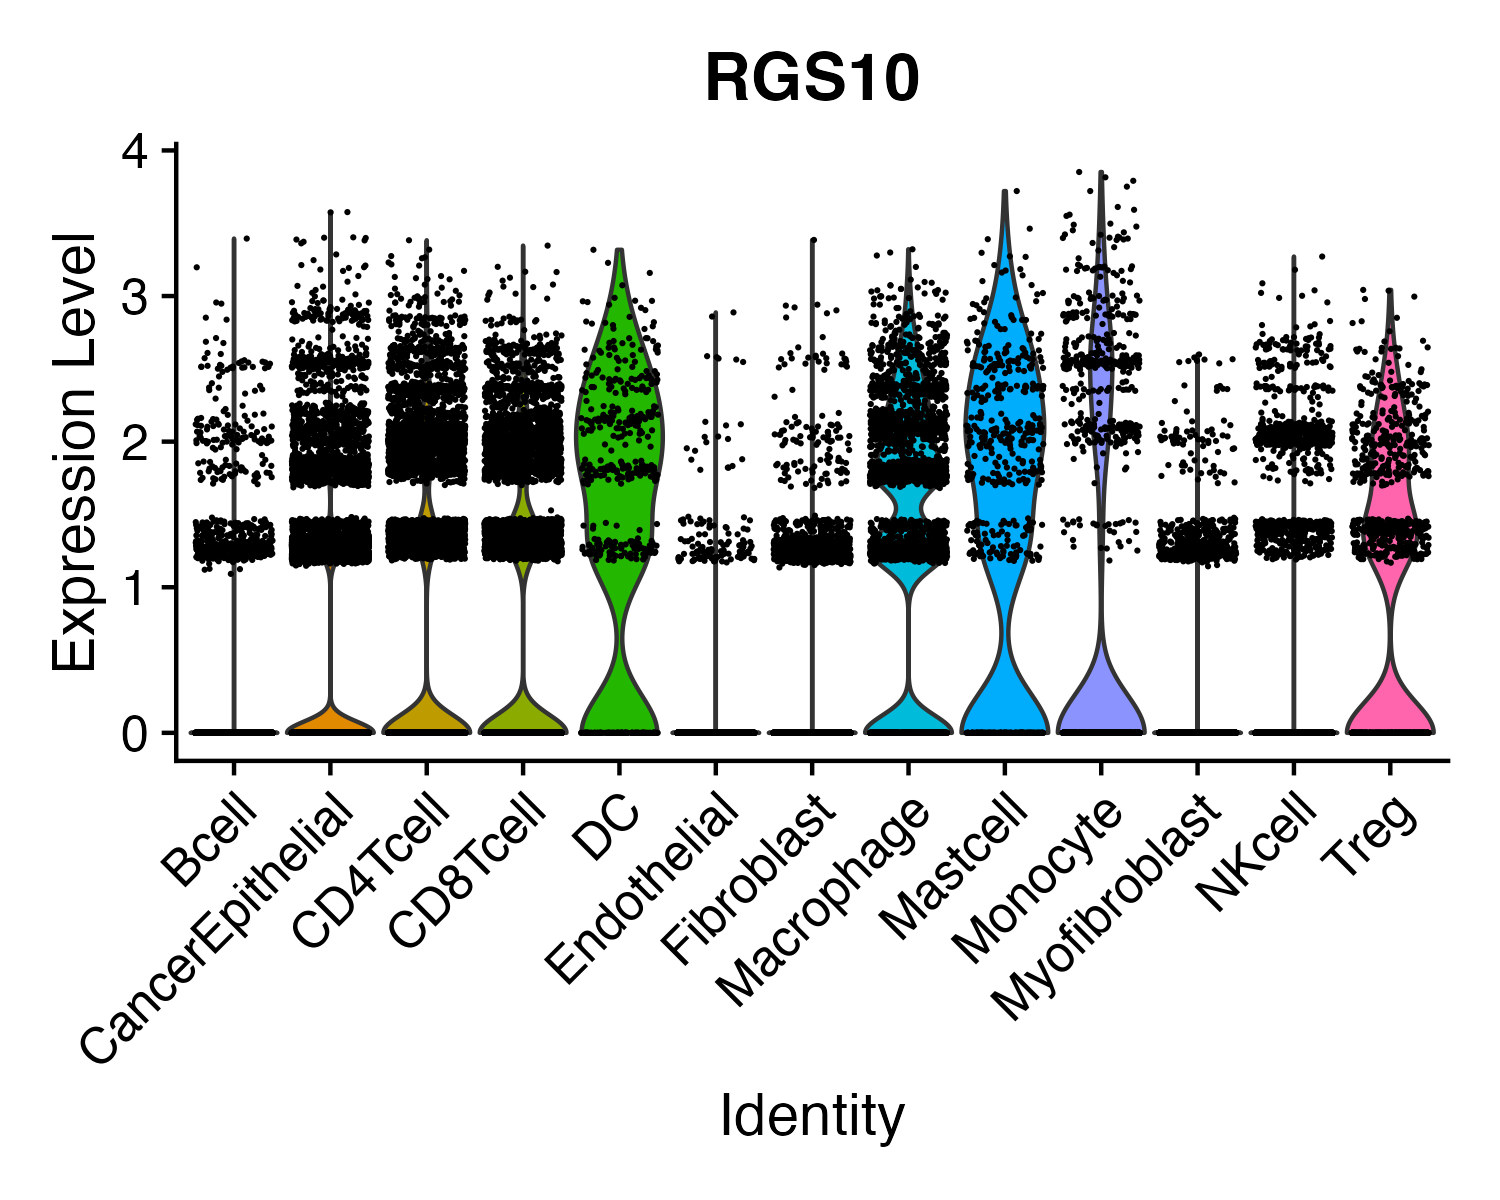 RGS10
Expression Level
4
3
2
1
0
Bcell
CancerEpithelial
CD4Tcell
CD8Tcell
DC
Endothelial
Fibroblast
Macrophage
Mastcell
Monocyte
Myofibroblast
NKcell
Treg
Identity